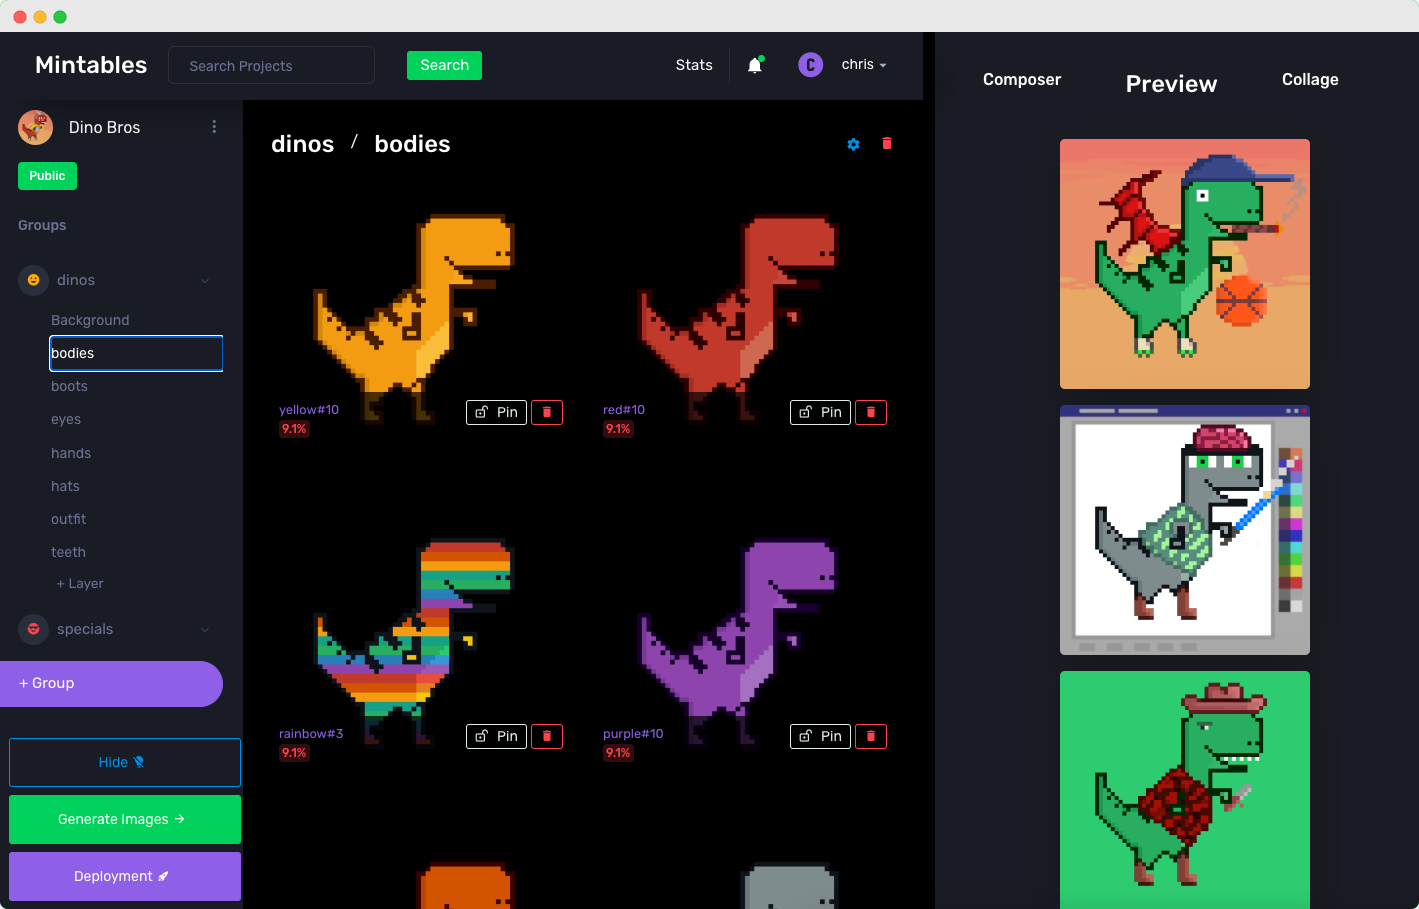 Mintables
Search Projects
Search
Stats
C
chris
Dino Bros
Public
Groups
dinos
Background
bodies
boots
eyes
hands
hats
outfit
teeth
+ Layer
specials
+ Group
Hide
Generate Images →
Deployment
dinos / bodies
yellow#10
9.1%
Pin
red#10
9.1%
Pin
rainbow#3
9.1%
Pin
purple#10
9.1%
Pin
Composer
Preview
Collage